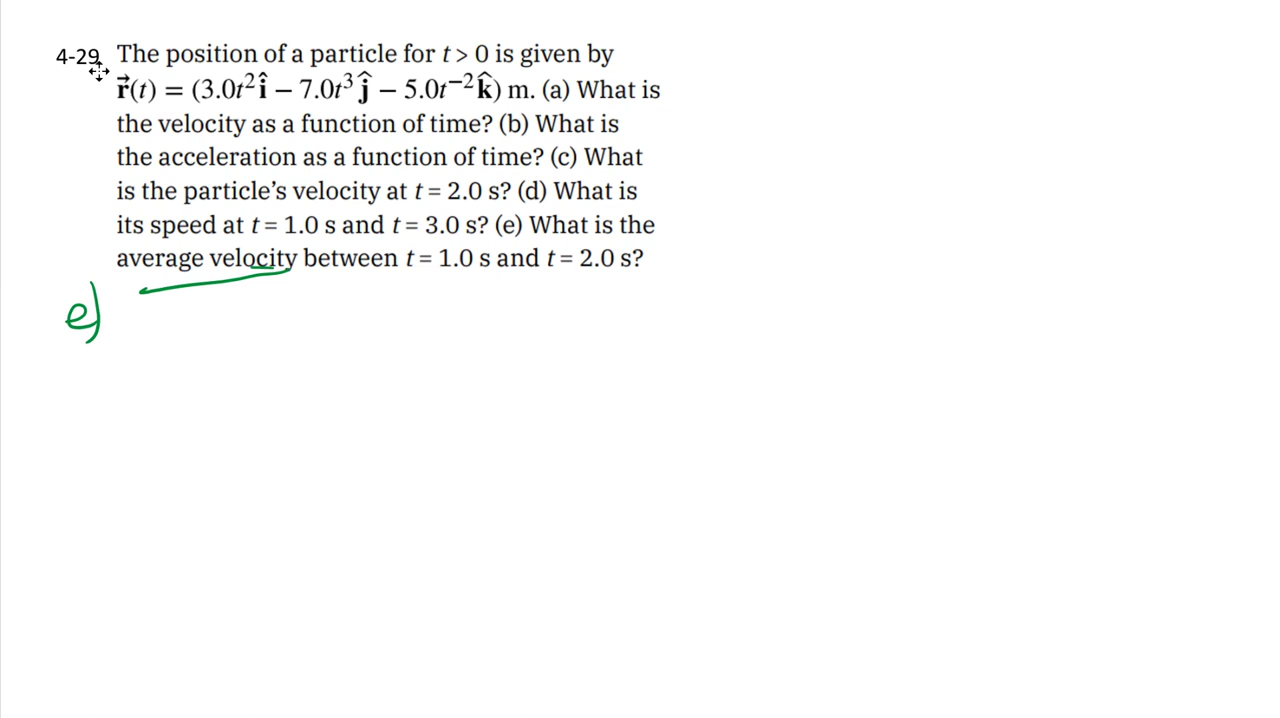 4-29 The position of a particle for t > 0 is given by
r⃗(t) = (3.0t²î − 7.0t³ĵ − 5.0t⁻²k̂) m. (a) What is
the velocity as a function of time? (b) What is
the acceleration as a function of time? (c) What
is the particle’s velocity at t = 2.0 s? (d) What is
its speed at t = 1.0 s and t = 3.0 s? (e) What is the
average velocity between t = 1.0 s and t = 2.0 s?
e)